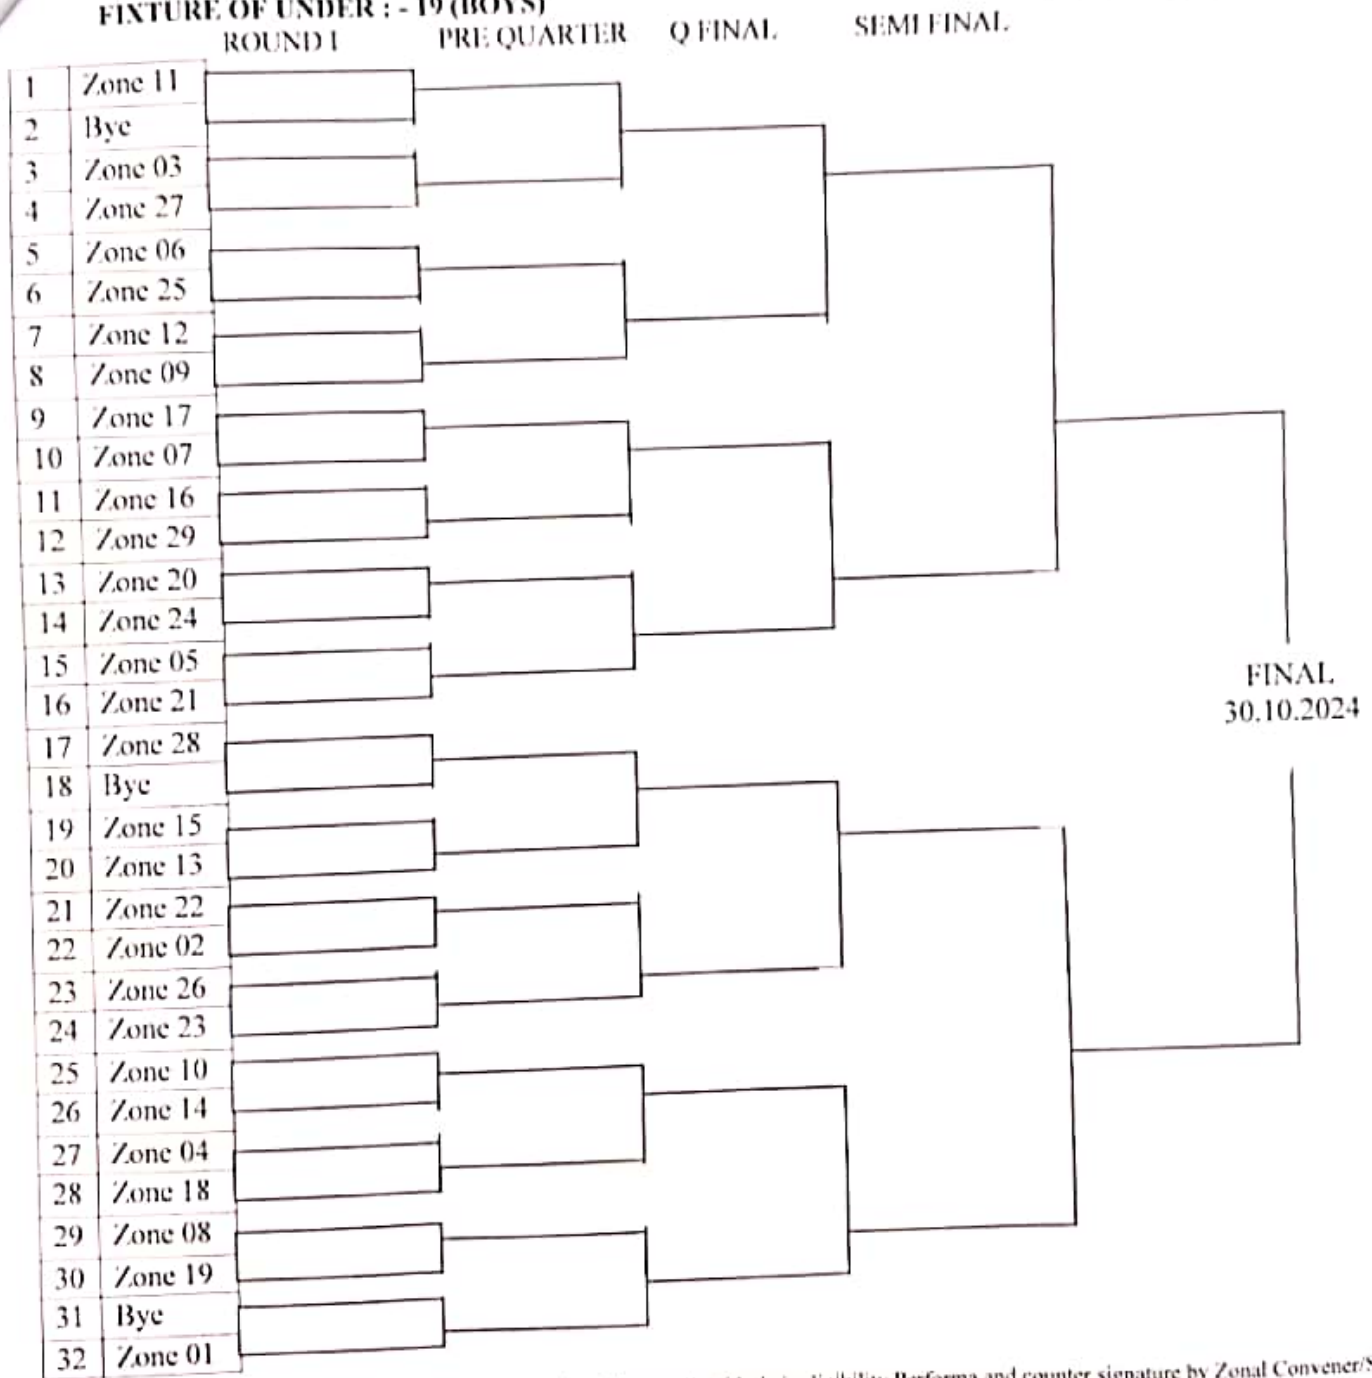 FIXTURE OF UNDER : - 19 (BOYS)
ROUND I PRE QUARTER Q FINAL SEMI FINAL
1 Zone 11
2 Bye
3 Zone 03
4 Zone 27
5 Zone 06
6 Zone 25
7 Zone 12
8 Zone 09
9 Zone 17
10 Zone 07
11 Zone 16
12 Zone 29
13 Zone 20
14 Zone 24
15 Zone 05
16 Zone 21
17 Zone 28
18 Bye
19 Zone 15
20 Zone 13
21 Zone 22
22 Zone 02
23 Zone 26
24 Zone 23
25 Zone 10
26 Zone 14
27 Zone 04
28 Zone 18
29 Zone 08
30 Zone 19
31 Bye
32 Zone 01
FINAL
30.10.2024
Performa and counter signature by Zonal Convener/S